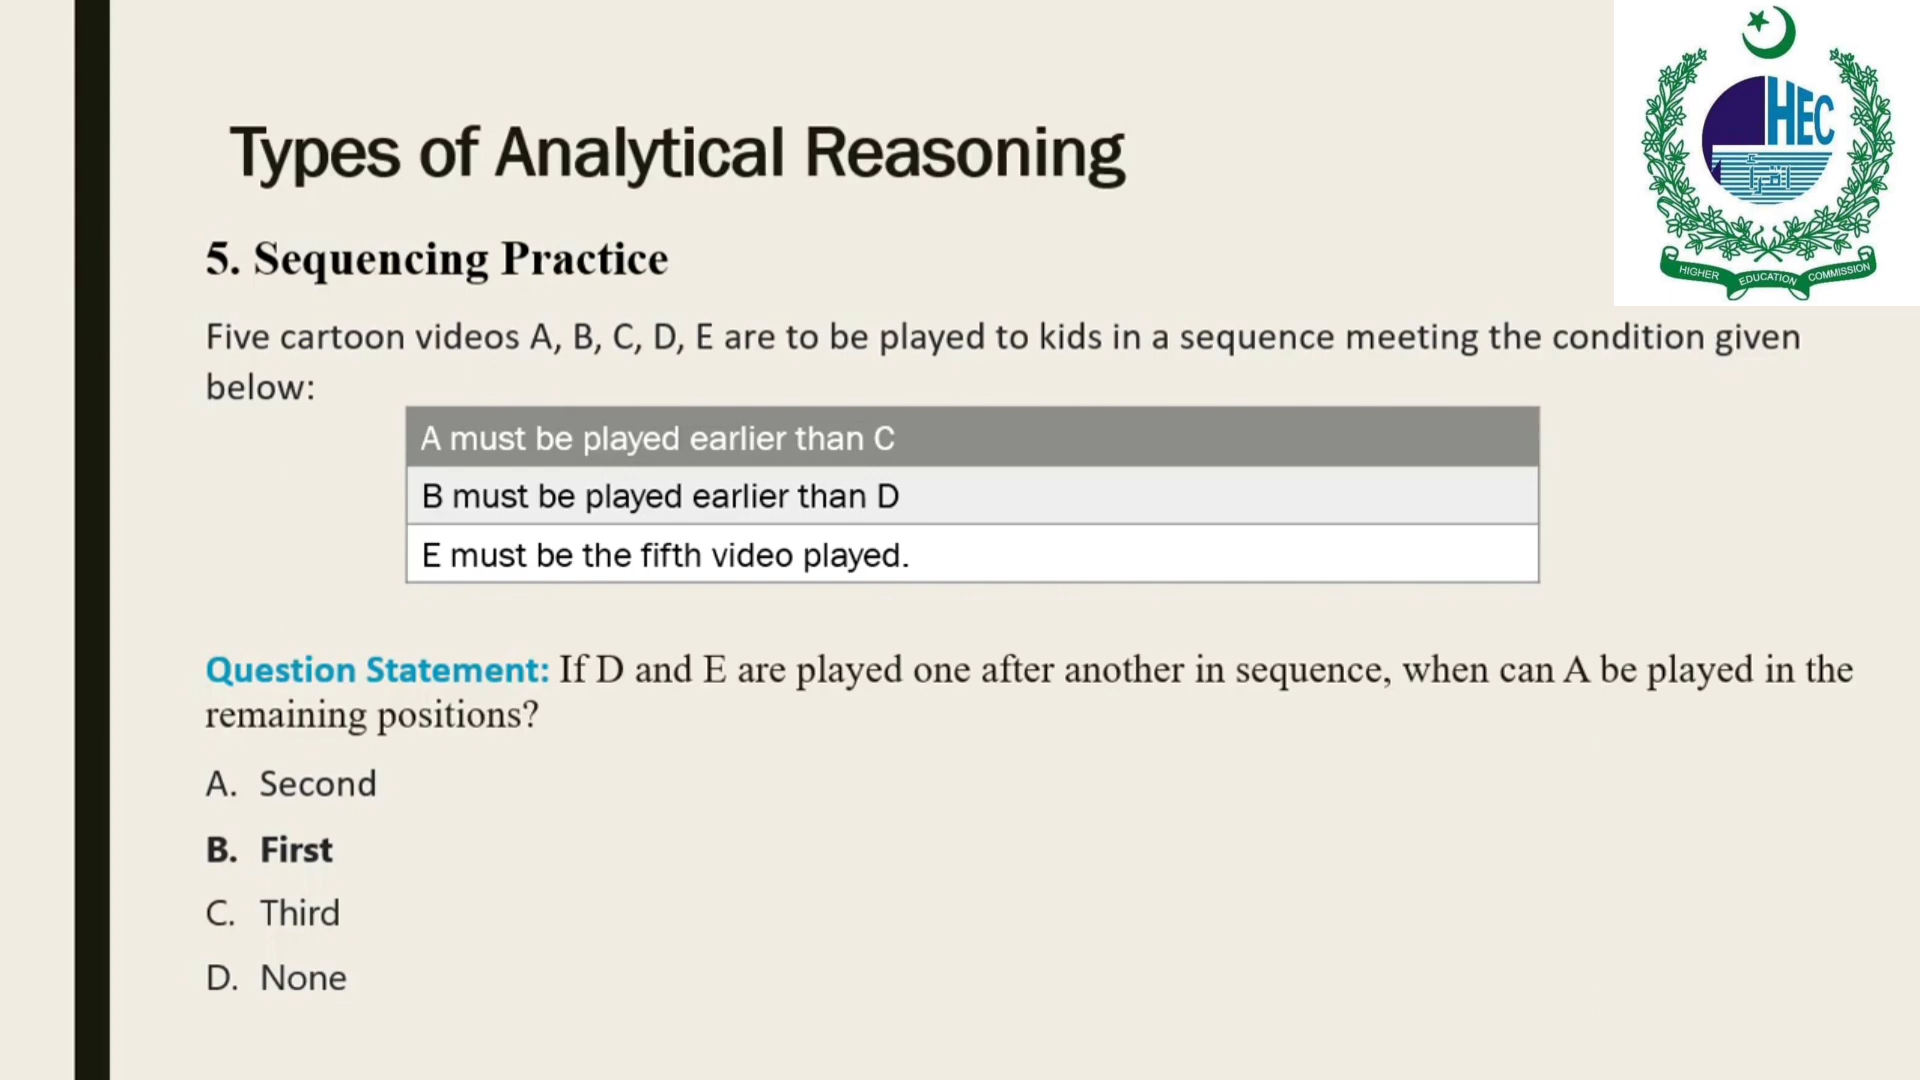 HEC
اقرأ
HIGHER EDUCATION COMMISSION
Types of Analytical Reasoning
5. Sequencing Practice
Five cartoon videos A, B, C, D, E are to be played to kids in a sequence meeting the condition given
below:
A must be played earlier than C
B must be played earlier than D
E must be the fifth video played.
Question Statement: If D and E are played one after another in sequence, when can A be played in the
remaining positions?
A. Second
B. First
C. Third
D. None